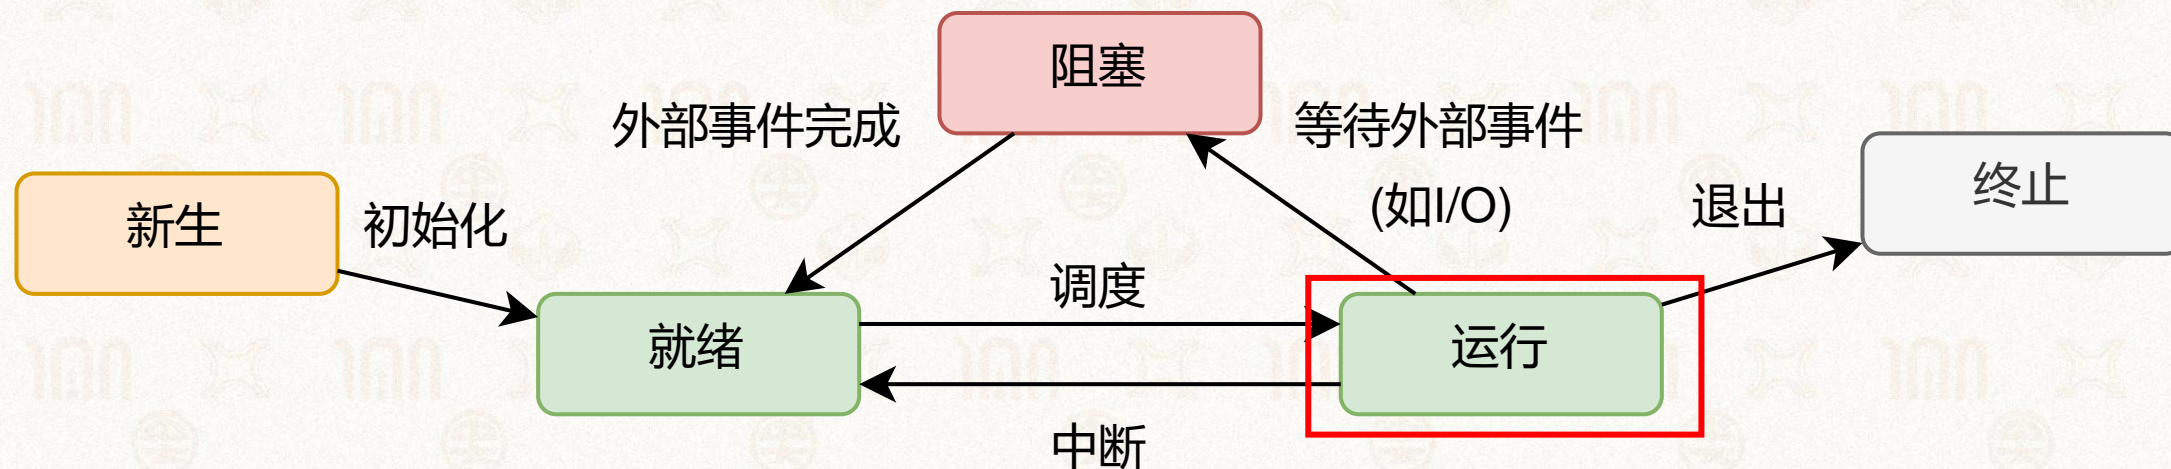 阻塞
外部事件完成
等待外部事件
(如I/O)
新生
初始化
退出
终止
调度
就绪
运行
中断